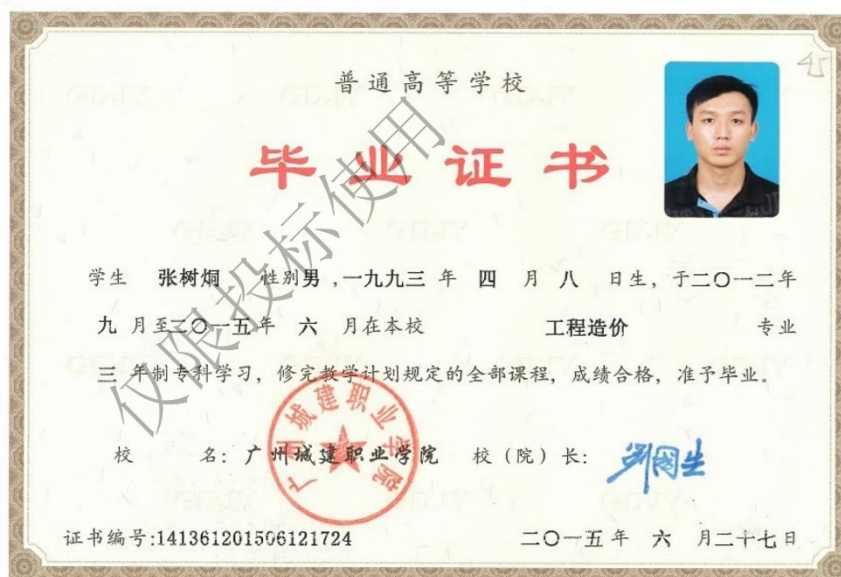 普通高等学校
45
毕业证书
学生 张树烔 性别男,一九九三年 四 月 八 日生，于二〇一二年
九 月至二〇一五年 六 月在本校 工程造价 专业
三 年制专科学习，修完教学计划规定的全部课程，成绩合格，准予毕业。
校 名：广州城建职业学院 校（院）长：
广州城建职业学院
证书编号:141361201506121724 二〇一五年 六 月二十七日
仅限投标使用